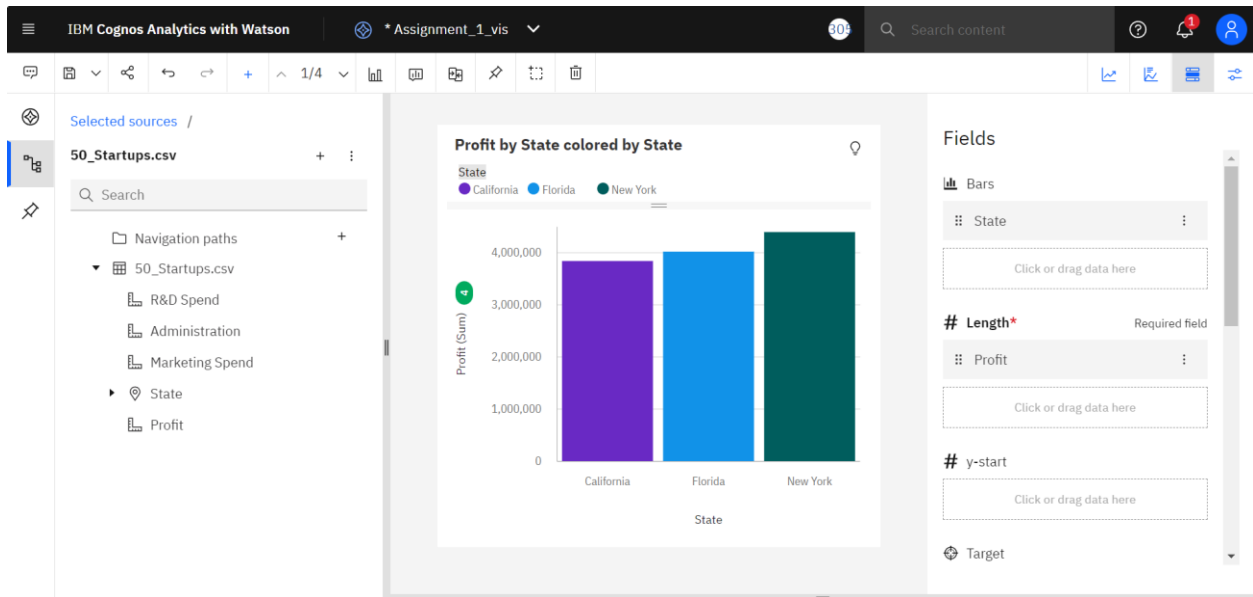 IBM Cognos Analytics with Watson
* Assignment_1_vis
305
Search content
1
1/4
Selected sources /
50_Startups.csv
Search
Navigation paths
50_Startups.csv
R&D Spend
Administration
Marketing Spend
State
Profit
Profit by State colored by State
State
California Florida New York
4,000,000
3,000,000
2,000,000
1,000,000
0
Profit (Sum) 4
California Florida New York
State
Fields
Bars
State
Click or drag data here
# Length* Required field
Profit
Click or drag data here
# y-start
Click or drag data here
Target